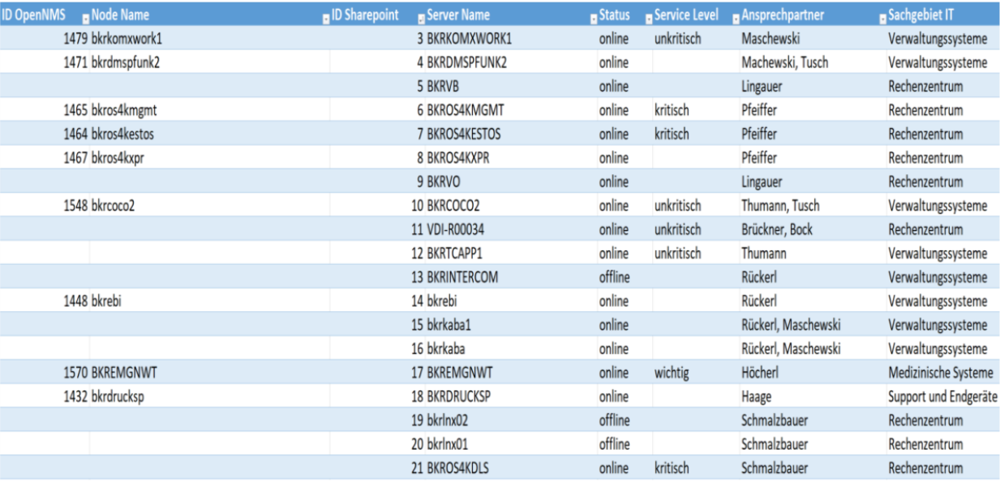 ID OpenNMS Node Name ID Sharepoint Server Name Status Service Level Ansprechpartner Sachgebiet IT
1479 bkrkomxwork1 3 BKRKOMXWORK1 online unkritisch Maschewski Verwaltungssysteme
1471 bkrdmspfunk2 4 BKRDMSPFUNK2 online Machewski, Tusch Verwaltungssysteme
5 BKRVB online Lingauer Rechenzentrum
1465 bkros4kmgmt 6 BKROS4KMGMT online kritisch Pfeiffer Rechenzentrum
1464 bkros4kestos 7 BKROS4KESTOS online kritisch Pfeiffer Rechenzentrum
1467 bkros4kxpr 8 BKROS4KXPR online Pfeiffer Rechenzentrum
9 BKRVO online Lingauer Rechenzentrum
1548 bkrcoco2 10 BKRCOCO2 online unkritisch Thumann, Tusch Verwaltungssysteme
11 VDI-R00034 online unkritisch Brückner, Bock Rechenzentrum
12 BKRTCAPP1 online unkritisch Thumann Verwaltungssysteme
13 BKRINTERCOM offline Rückerl Verwaltungssysteme
1448 bkrebi 14 bkrebi online Rückerl Verwaltungssysteme
15 bkrkaba1 online Rückerl, Maschewski Verwaltungssysteme
16 bkrkaba online Rückerl, Maschewski Verwaltungssysteme
1570 BKREMGNWT 17 BKREMGNWT online wichtig Höcherl Medizinische Systeme
1432 bkrdrucksp 18 BKRDRUCKSP online Haage Support und Endgeräte
19 bkrlnx02 offline Schmalzbauer Rechenzentrum
20 bkrlnx01 offline Schmalzbauer Rechenzentrum
21 BKROS4KDLS online kritisch Schmalzbauer Rechenzentrum